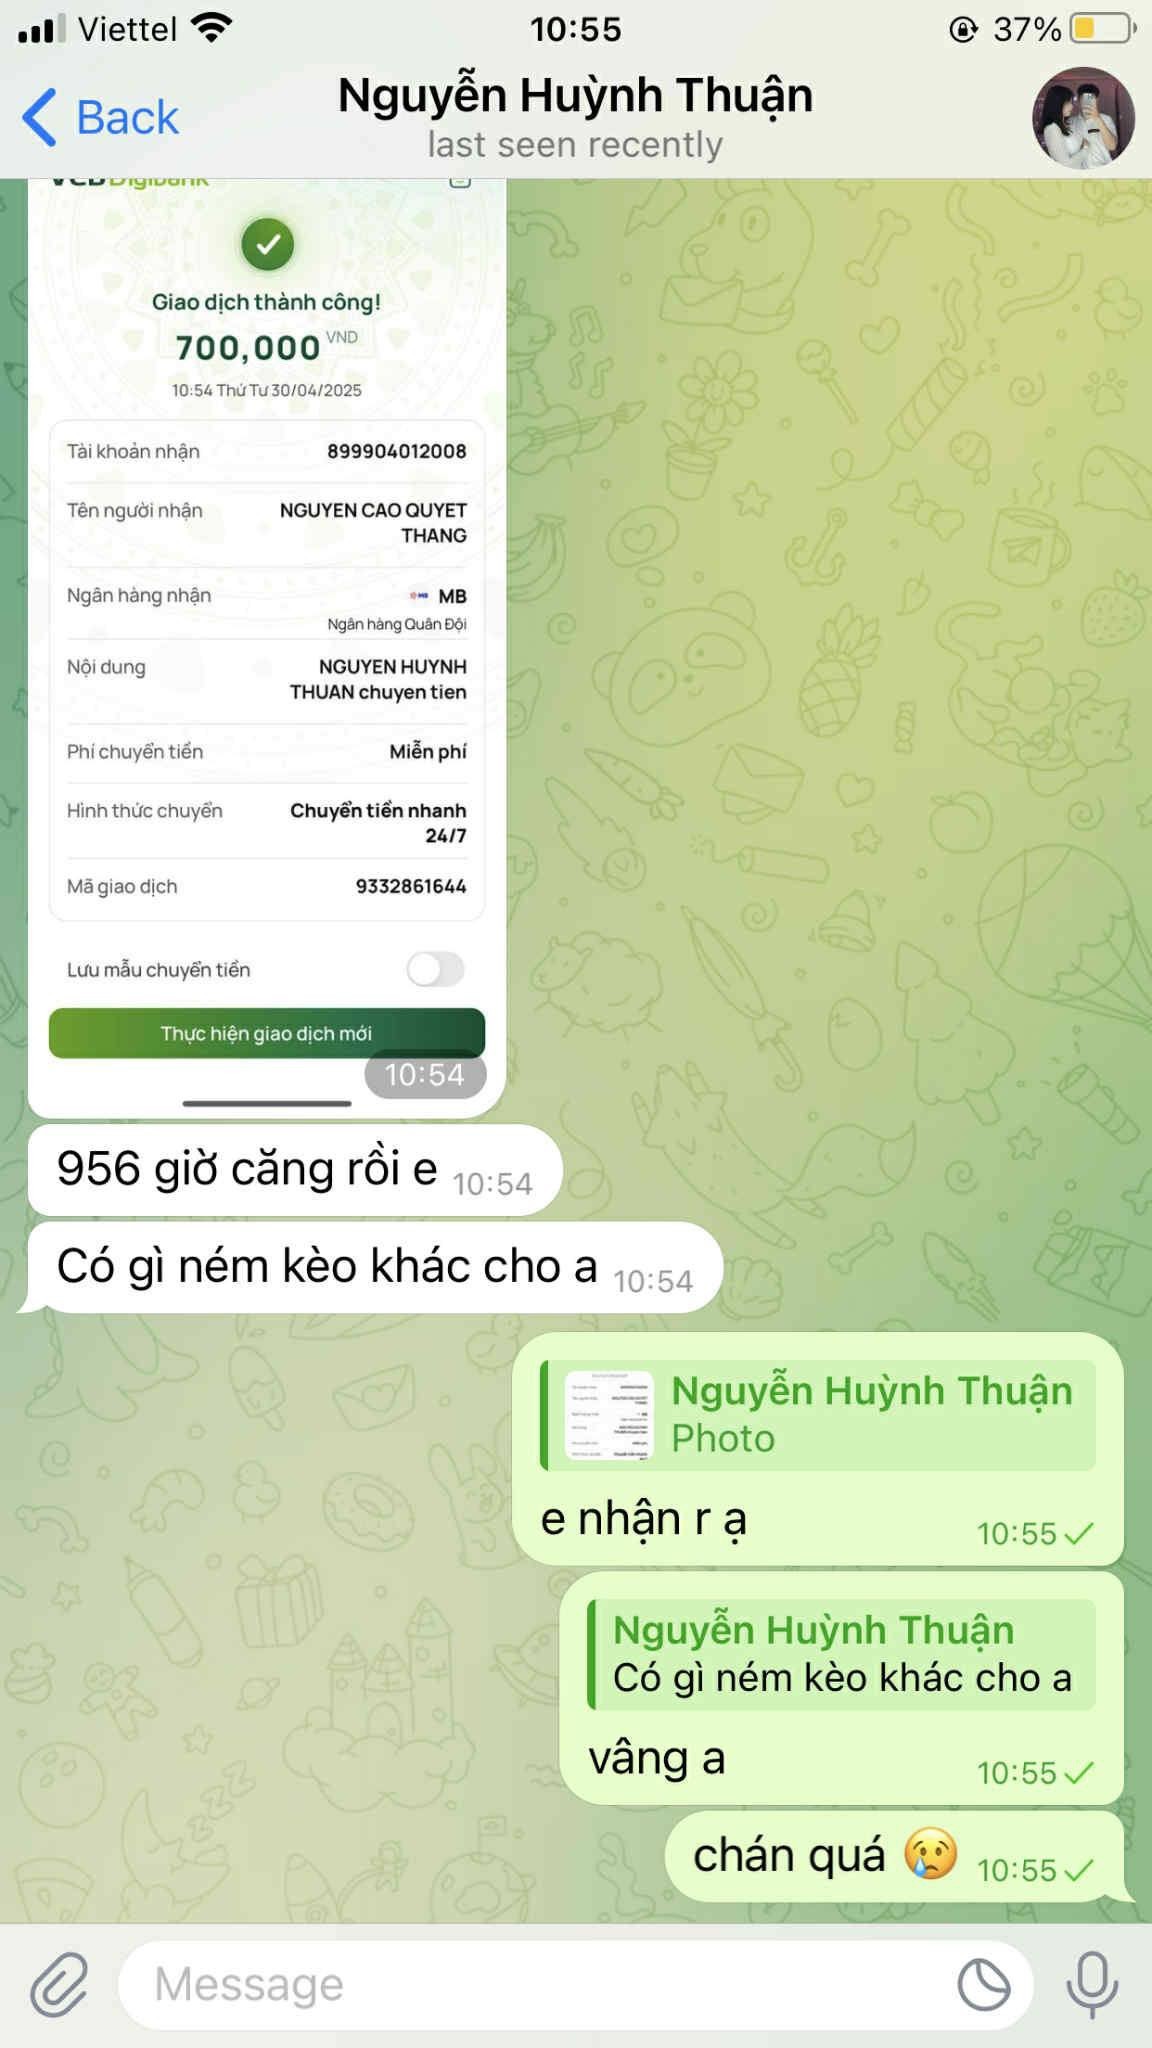 Viettel
10:55
37%
Back
Nguyễn Huỳnh Thuận
last seen recently
VCB Digibank
Giao dịch thành công!
700,000 VND
10:54 Thứ Tư 30/04/2025
Tài khoản nhận 899904012008
Tên người nhận NGUYEN CAO QUYET
THANG
Ngân hàng nhận MB MB
Ngân hàng Quân Đội
Nội dung NGUYEN HUYNH
THUAN chuyen tien
Phí chuyển tiền Miễn phí
Hình thức chuyển Chuyển tiền nhanh
24/7
Mã giao dịch 9332861644
Lưu mẫu chuyển tiền
Thực hiện giao dịch mới
10:54
956 giờ căng rồi e 10:54
Có gì ném kèo khác cho a 10:54
Nguyễn Huỳnh Thuận
Photo
e nhận r ạ 10:55
Nguyễn Huỳnh Thuận
Có gì ném kèo khác cho a
vâng a 10:55
chán quá 😢 10:55
Message